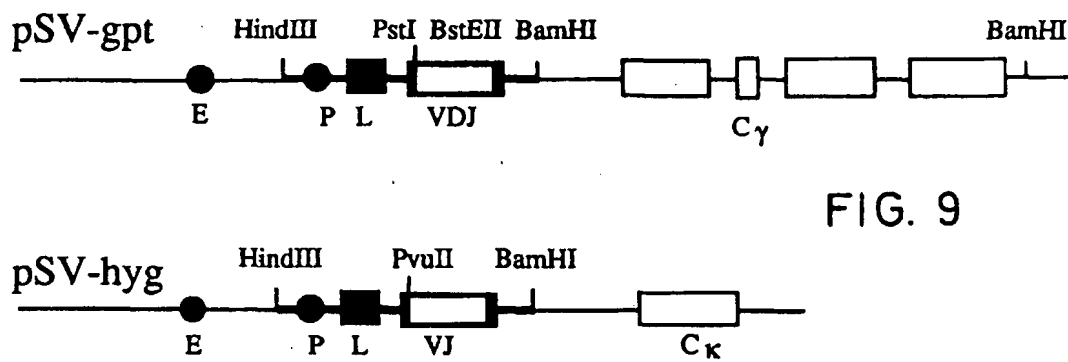 pSV-gpt
HindIII PstI BstEII BamHI BamHI
E P L VDJ Cγ
FIG. 9
pSV-hyg
HindIII PvuII BamHI
E P L VJ Cκ